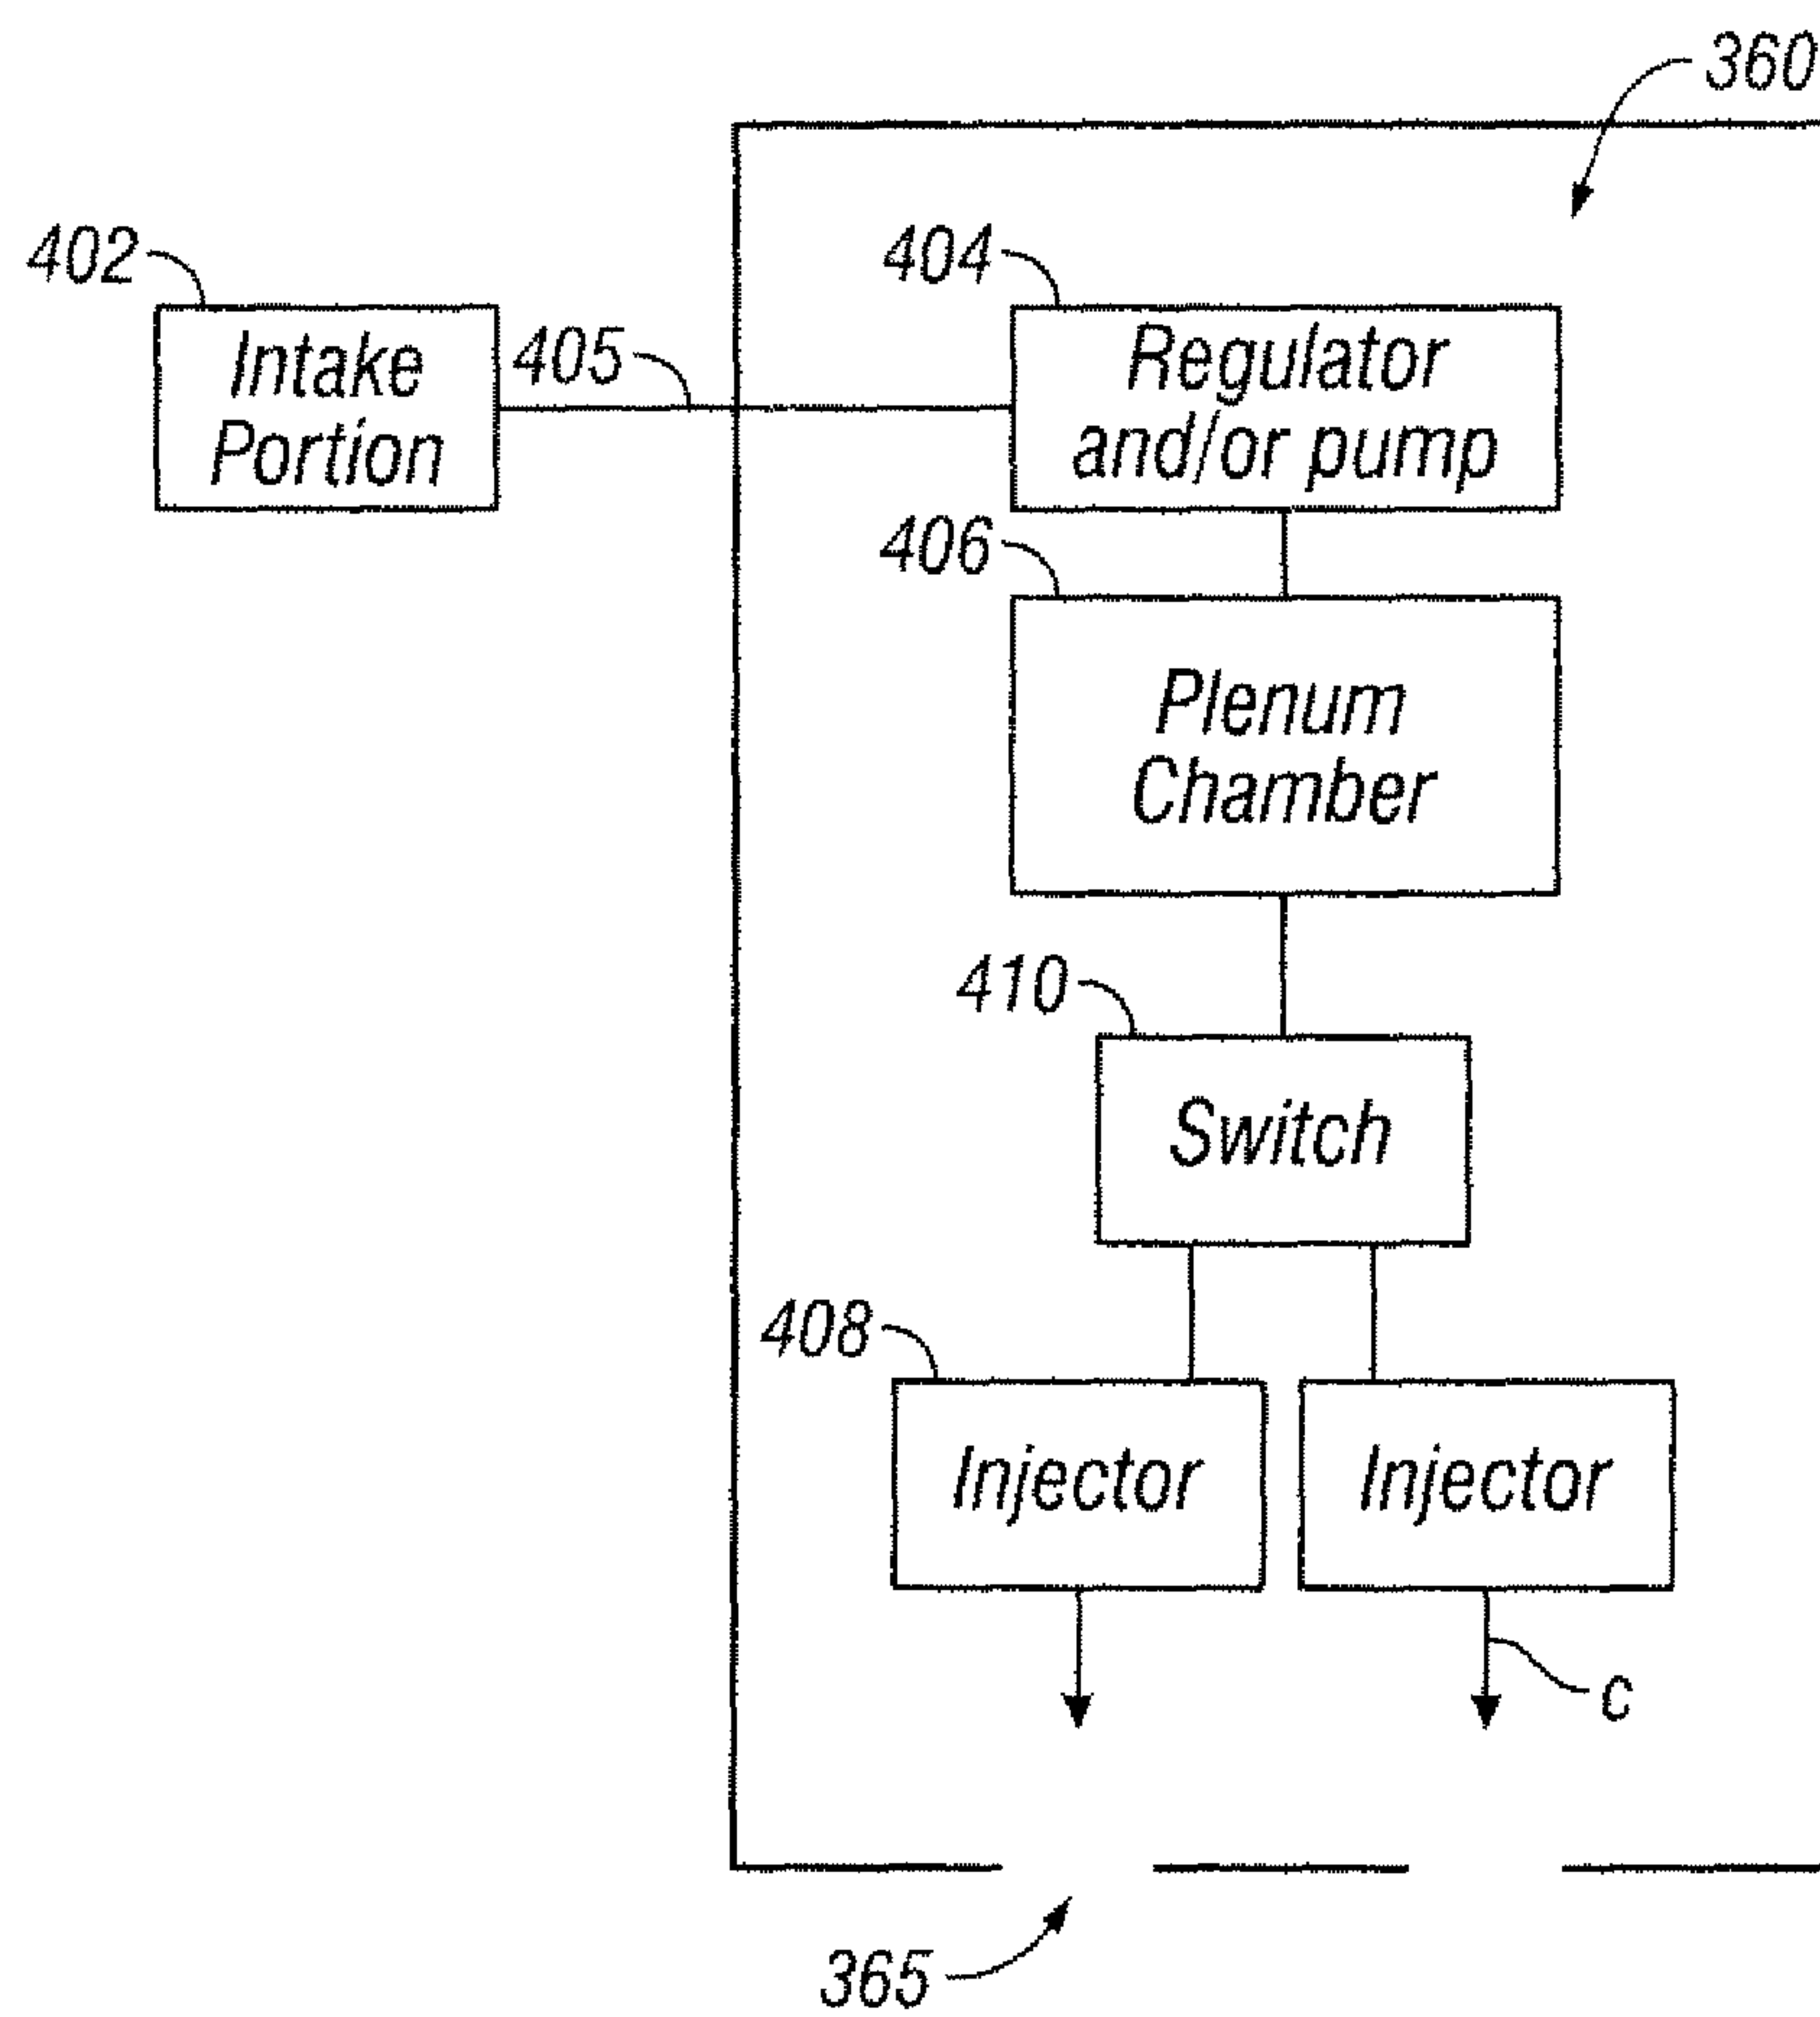 360
402
404
Intake
Portion
405
Regulator
and/or pump
406
Plenum
Chamber
410
Switch
408
Injector
Injector
c
365